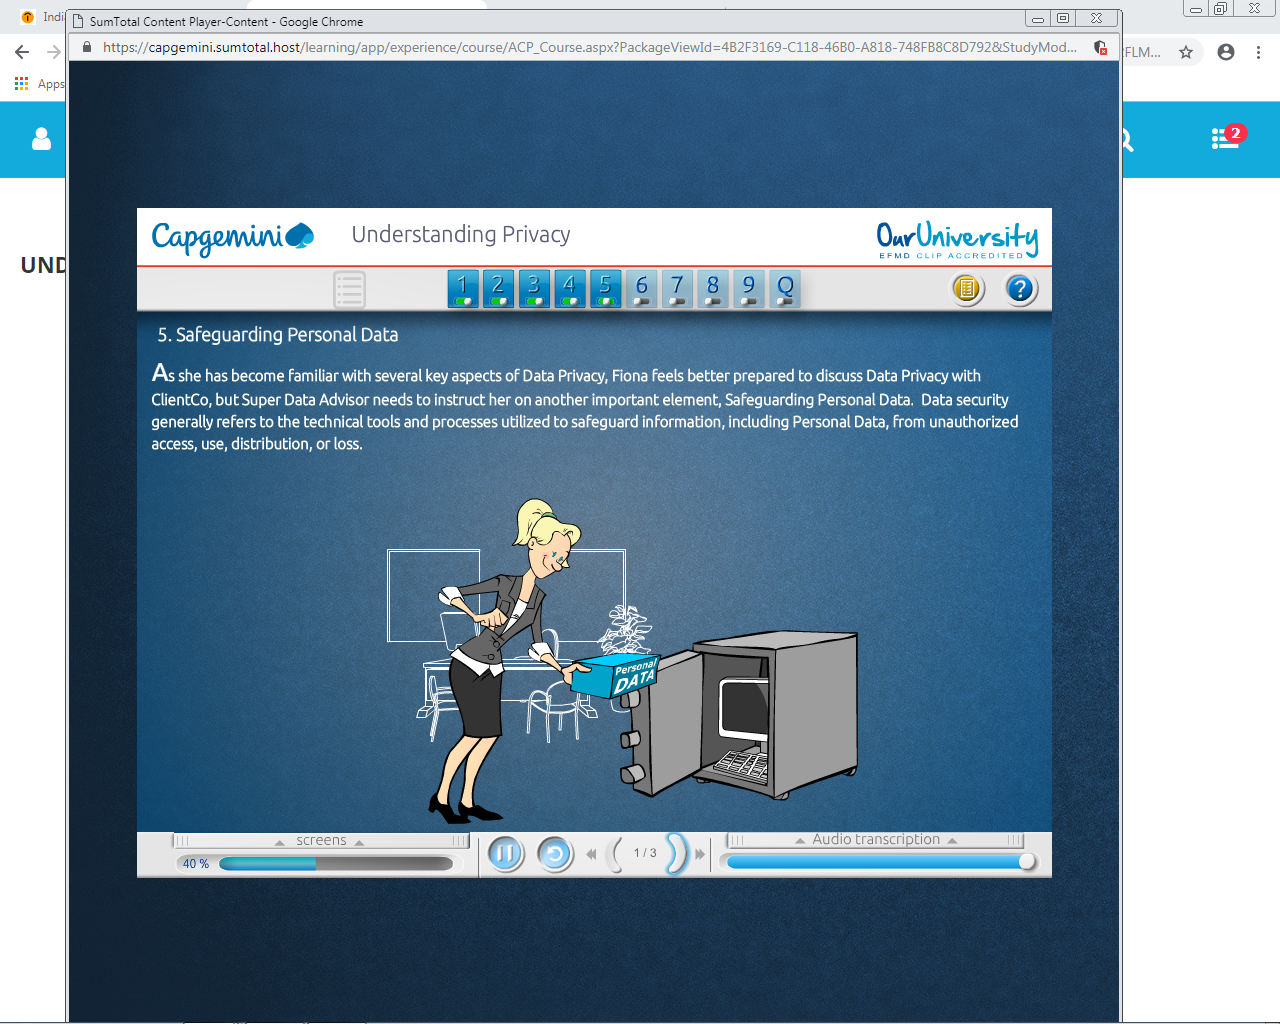 India
SumTotal Content Player-Content - Google Chrome
https://capgemini.sumtotal.host/learning/app/experience/course/ACP_Course.aspx?PackageViewId=4B2F3169-C118-46B0-A818-748FB8C8D792&StudyMod...
FLM...
Apps
2
UND
Capgemini
Understanding Privacy
OurUniversity
EFMD CLIP ACCREDITED
1 2 3 4 5 6 7 8 9 Q
?
5. Safeguarding Personal Data
As she has become familiar with several key aspects of Data Privacy, Fiona feels better prepared to discuss Data Privacy with
ClientCo, but Super Data Advisor needs to instruct her on another important element, Safeguarding Personal Data. Data security
generally refers to the technical tools and processes utilized to safeguard information, including Personal Data, from unauthorized
access, use, distribution, or loss.
Personal
DATA
screens
40 %
1 / 3
Audio transcription